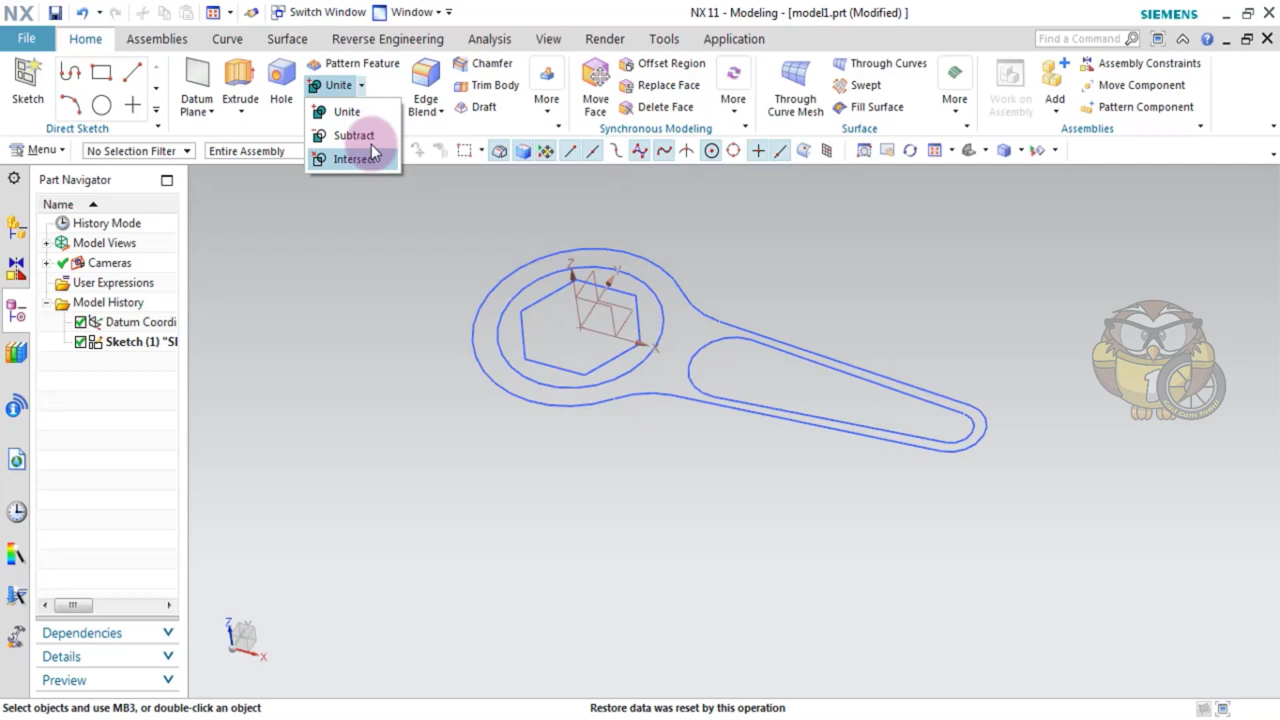 NX Switch Window Window NX 11 - Modeling - [model1.prt (Modified) ] SIEMENS
File Home Assemblies Curve Surface Reverse Engineering Analysis View Render Tools Application Find a Command
Sketch
Direct Sketch
Datum Plane
Extrude
Hole
Pattern Feature
Unite
Unite
Subtract
Intersect
Edge Blend
Chamfer
Trim Body
Draft
More
Move Face
Offset Region
Replace Face
Delete Face
More
Synchronous Modeling
Through Curve Mesh
Through Curves
Swept
Fill Surface
More
Surface
Work on Assembly
Add
Assembly Constraints
Move Component
Pattern Component
Assemblies
Menu No Selection Filter Entire Assembly
Part Navigator
Name
History Mode
Model Views
Cameras
User Expressions
Model History
Datum Coordi
Sketch (1) "SI
Dependencies
Details
Preview
Z
Y
X
Z
Y
X
Select objects and use MB3, or double-click an object Restore data was reset by this operation